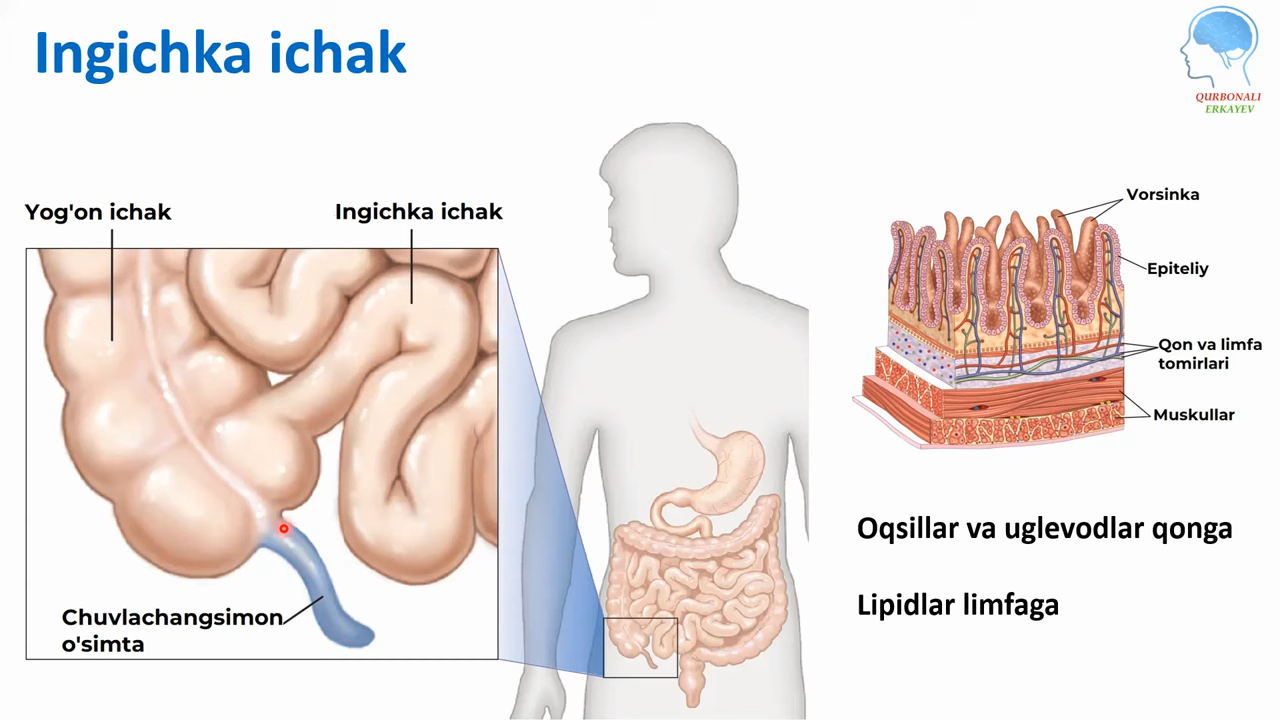 Ingichka ichak
QURBONALI
ERKAYEV
Yog'on ichak
Ingichka ichak
Chuvlachangsimon
o'simta
Vorsinka
Epiteliy
Qon va limfa
tomirlari
Muskullar
Oqsillar va uglevodlar qonga
Lipidlar limfaga